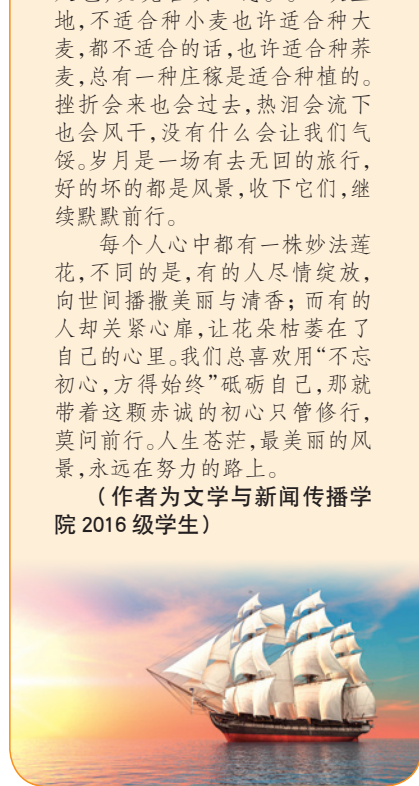 地,不适合种小麦也许适合种大
麦,都不适合的话,也许适合种荞
麦,总有一种庄稼是适合种植的。
挫折会来也会过去,热泪会流下
也会风干,没有什么会让我们气
馁。岁月是一场有去无回的旅行,
好的坏的都是风景,收下它们,继
续默默前行。
每个人心中都有一株妙法莲
花,不同的是,有的人尽情绽放,
向世间播撒美丽与清香;而有的
人却关紧心扉,让花朵枯萎在了
自己的心里。我们总喜欢用“不忘
初心,方得始终”砥砺自己,那就
带着这颗赤诚的初心只管修行,
莫问前行。人生苍茫,最美丽的风
景,永远在努力的路上。
(作者为文学与新闻传播学
院 2016 级学生)